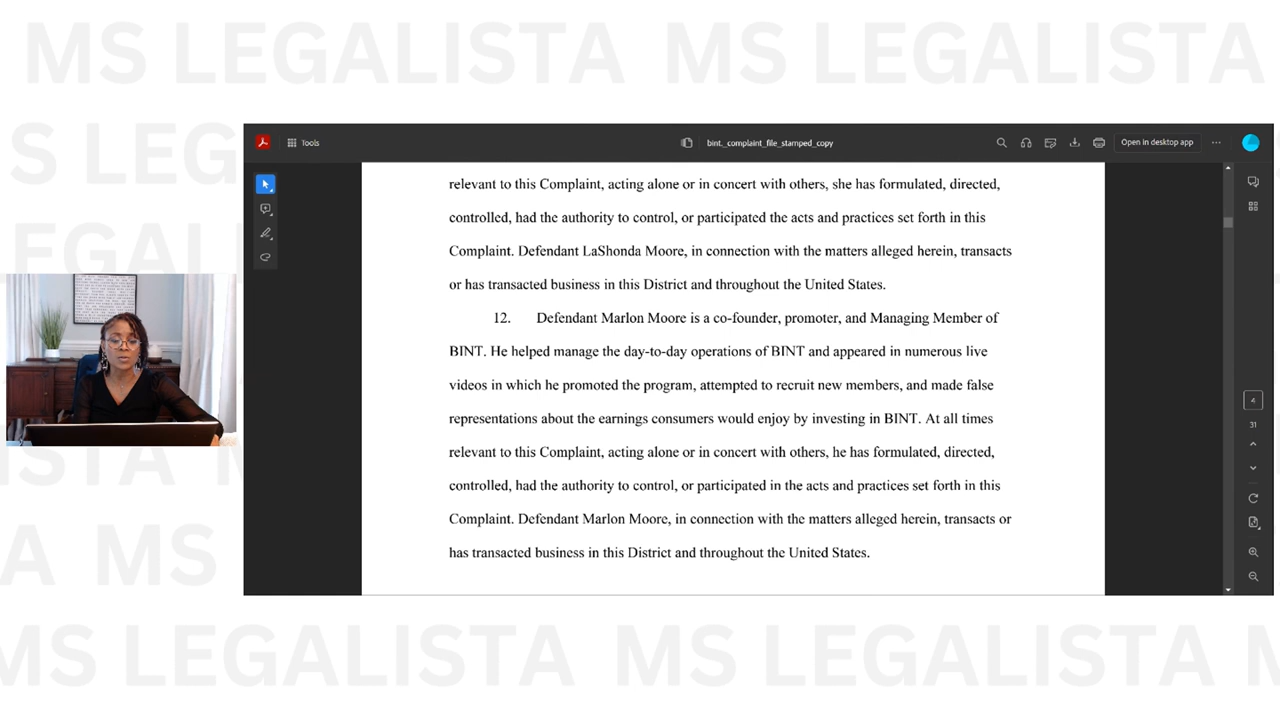 MS LEGALISTA MS LEGALISTA
S LEG
EGAL
ISTA
A MS
MS LEGALISTA MS LEGALISTA M
Tools
bint._complaint_file_stamped_copy
Open in desktop app
relevant to this Complaint, acting alone or in concert with others, she has formulated, directed,
controlled, had the authority to control, or participated the acts and practices set forth in this
Complaint. Defendant LaShonda Moore, in connection with the matters alleged herein, transacts
or has transacted business in this District and throughout the United States.
12. Defendant Marlon Moore is a co-founder, promoter, and Managing Member of
BINT. He helped manage the day-to-day operations of BINT and appeared in numerous live
videos in which he promoted the program, attempted to recruit new members, and made false
representations about the earnings consumers would enjoy by investing in BINT. At all times
relevant to this Complaint, acting alone or in concert with others, he has formulated, directed,
controlled, had the authority to control, or participated in the acts and practices set forth in this
Complaint. Defendant Marlon Moore, in connection with the matters alleged herein, transacts or
has transacted business in this District and throughout the United States.
4
31